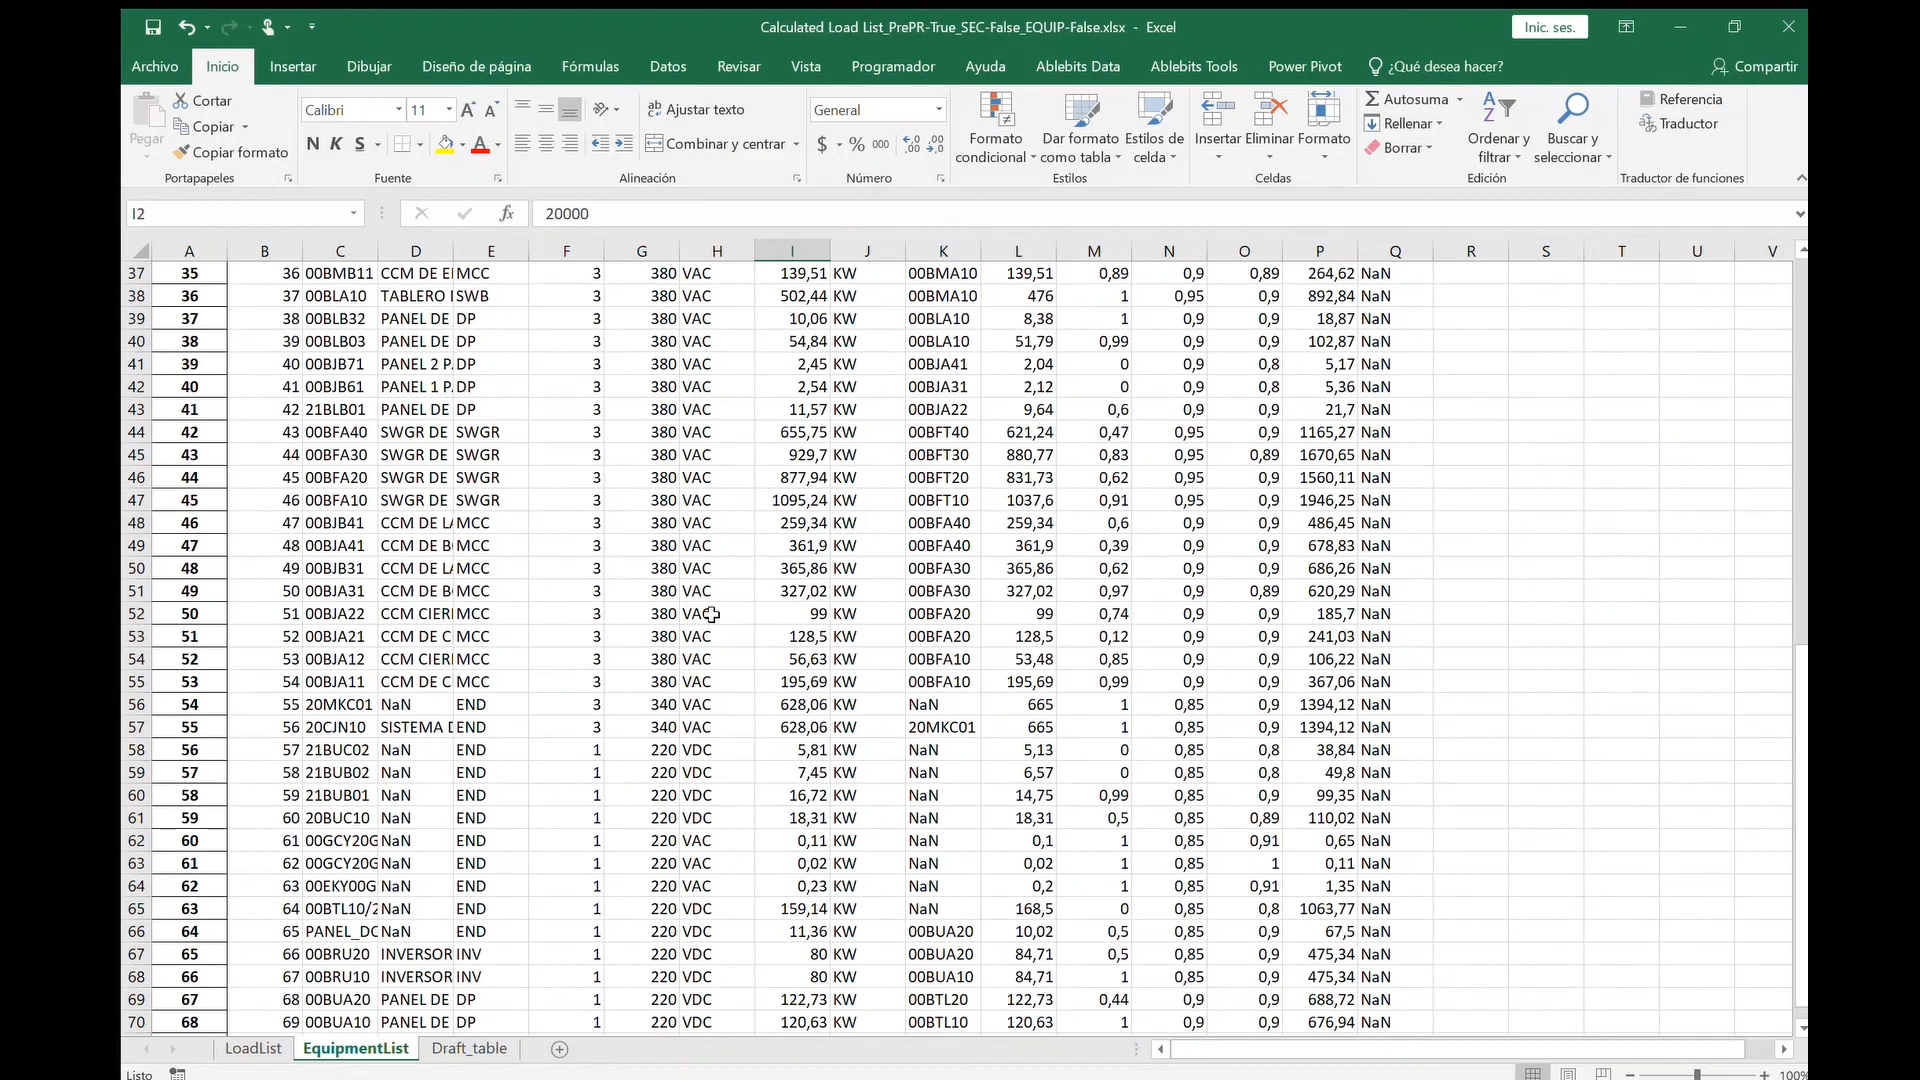 Calculated Load List_PrePR-True_SEC-False_EQUIP-False.xlsx - Excel
Inic. ses.
Archivo Inicio Insertar Dibujar Diseño de página Fórmulas Datos Revisar Vista Programador Ayuda Ablebits Data Ablebits Tools Power Pivot ¿Qué desea hacer? Compartir
Pegar
Cortar
Copiar
Copiar formato
Portapapeles
Calibri 11
N K S
Fuente
Ajustar texto
Combinar y centrar
Alineación
General
$ % 000
Número
Formato condicional
Dar formato como tabla
Estilos de celda
Estilos
Insertar Eliminar Formato
Celdas
Autosuma
Rellenar
Borrar
Ordenar y filtrar
Buscar y seleccionar
Edición
Referencia
Traductor
Traductor de funciones
I2 fx 20000
A B C D E F G H I J K L M N O P Q R S T U V
37 35 36 00BMB11 CCM DE EI MCC 3 380 VAC 139,51 KW 00BMA10 139,51 0,89 0,9 0,89 264,62 NaN
38 36 37 00BLA10 TABLERO I SWB 3 380 VAC 502,44 KW 00BMA10 476 1 0,95 0,9 892,84 NaN
39 37 38 00BLB32 PANEL DE DP 3 380 VAC 10,06 KW 00BLA10 8,38 1 0,9 0,9 18,87 NaN
40 38 39 00BLB03 PANEL DE DP 3 380 VAC 54,84 KW 00BLA10 51,79 0,99 0,9 0,9 102,87 NaN
41 39 40 00BJB71 PANEL 2 P DP 3 380 VAC 2,45 KW 00BJA41 2,04 0 0,9 0,8 5,17 NaN
42 40 41 00BJB61 PANEL 1 P DP 3 380 VAC 2,54 KW 00BJA31 2,12 0 0,9 0,8 5,36 NaN
43 41 42 21BLB01 PANEL DE DP 3 380 VAC 11,57 KW 00BJA22 9,64 0,6 0,9 0,9 21,7 NaN
44 42 43 00BFA40 SWGR DE SWGR 3 380 VAC 655,75 KW 00BFT40 621,24 0,47 0,95 0,9 1165,27 NaN
45 43 44 00BFA30 SWGR DE SWGR 3 380 VAC 929,7 KW 00BFT30 880,77 0,83 0,95 0,89 1670,65 NaN
46 44 45 00BFA20 SWGR DE SWGR 3 380 VAC 877,94 KW 00BFT20 831,73 0,62 0,95 0,9 1560,11 NaN
47 45 46 00BFA10 SWGR DE SWGR 3 380 VAC 1095,24 KW 00BFT10 1037,6 0,91 0,95 0,9 1946,25 NaN
48 46 47 00BJB41 CCM DE LA MCC 3 380 VAC 259,34 KW 00BFA40 259,34 0,6 0,9 0,9 486,45 NaN
49 47 48 00BJA41 CCM DE B MCC 3 380 VAC 361,9 KW 00BFA40 361,9 0,39 0,9 0,9 678,83 NaN
50 48 49 00BJB31 CCM DE LA MCC 3 380 VAC 365,86 KW 00BFA30 365,86 0,62 0,9 0,9 686,26 NaN
51 49 50 00BJA31 CCM DE B MCC 3 380 VAC 327,02 KW 00BFA30 327,02 0,97 0,9 0,89 620,29 NaN
52 50 51 00BJA22 CCM CIERI MCC 3 380 VAC 99 KW 00BFA20 99 0,74 0,9 0,9 185,7 NaN
53 51 52 00BJA21 CCM DE C MCC 3 380 VAC 128,5 KW 00BFA20 128,5 0,12 0,9 0,9 241,03 NaN
54 52 53 00BJA12 CCM CIERI MCC 3 380 VAC 56,63 KW 00BFA10 53,48 0,85 0,9 0,9 106,22 NaN
55 53 54 00BJA11 CCM DE C MCC 3 380 VAC 195,69 KW 00BFA10 195,69 0,99 0,9 0,9 367,06 NaN
56 54 55 20MKC01 NaN END 3 340 VAC 628,06 KW NaN 665 1 0,85 0,9 1394,12 NaN
57 55 56 20CJN10 SISTEMA D END 3 340 VAC 628,06 KW 20MKC01 665 1 0,85 0,9 1394,12 NaN
58 56 57 21BUC02 NaN END 1 220 VDC 5,81 KW NaN 5,13 0 0,85 0,8 38,84 NaN
59 57 58 21BUB02 NaN END 1 220 VDC 7,45 KW NaN 6,57 0 0,85 0,8 49,8 NaN
60 58 59 21BUB01 NaN END 1 220 VDC 16,72 KW NaN 14,75 0,99 0,85 0,9 99,35 NaN
61 59 60 20BUC10 NaN END 1 220 VDC 18,31 KW NaN 18,31 0,5 0,85 0,89 110,02 NaN
62 60 61 00GCY20G NaN END 1 220 VAC 0,11 KW NaN 0,1 1 0,85 0,91 0,65 NaN
63 61 62 00GCY20G NaN END 1 220 VAC 0,02 KW NaN 0,02 1 0,85 1 0,11 NaN
64 62 63 00EKY00G NaN END 1 220 VAC 0,23 KW NaN 0,2 1 0,85 0,91 1,35 NaN
65 63 64 00BTL10/2 NaN END 1 220 VDC 159,14 KW NaN 168,5 0 0,85 0,8 1063,77 NaN
66 64 65 PANEL_DC NaN END 1 220 VDC 11,36 KW 00BUA20 10,02 0,5 0,85 0,9 67,5 NaN
67 65 66 00BRU20 INVERSOR INV 1 220 VDC 80 KW 00BUA20 84,71 0,5 0,85 0,9 475,34 NaN
68 66 67 00BRU10 INVERSOR INV 1 220 VDC 80 KW 00BUA10 84,71 1 0,85 0,9 475,34 NaN
69 67 68 00BUA20 PANEL DE DP 1 220 VDC 122,73 KW 00BTL20 122,73 0,44 0,9 0,9 688,72 NaN
70 68 69 00BUA10 PANEL DE DP 1 220 VDC 120,63 KW 00BTL10 120,63 1 0,9 0,9 676,94 NaN
LoadList EquipmentList Draft_table
Listo 100%